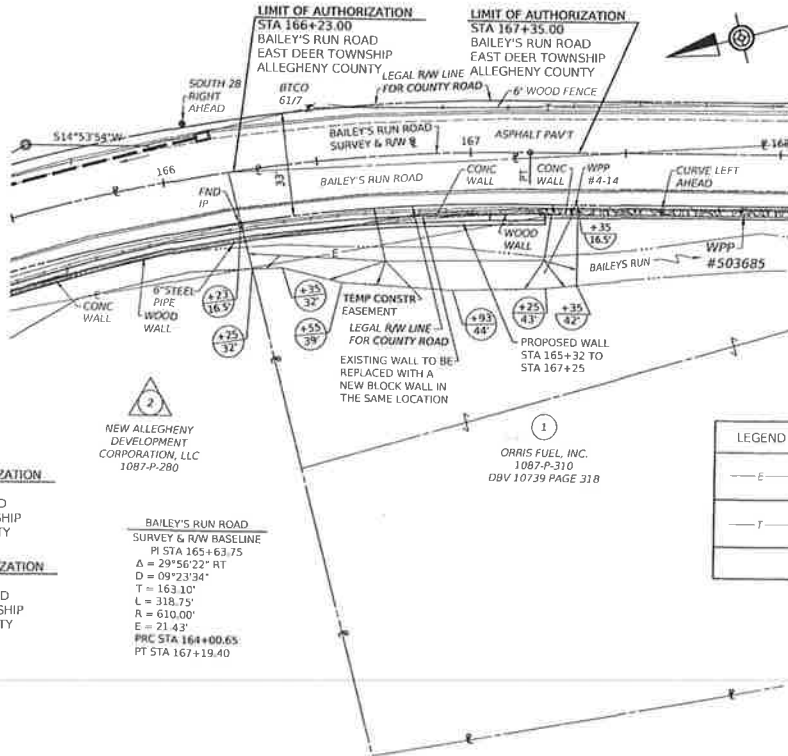 LIMIT OF AUTHORIZATION
STA 166+23.00
BAILEY'S RUN ROAD
EAST DEER TOWNSHIP
ALLEGHENY COUNTY
LIMIT OF AUTHORIZATION
STA 167+35.00
BAILEY'S RUN ROAD
EAST DEER TOWNSHIP
ALLEGHENY COUNTY
SOUTH 28
RIGHT
AHEAD
BTCO
61/7
LEGAL R/W LINE
FOR COUNTY ROAD
6' WOOD FENCE
S14°53'54"W
BAILEY'S RUN ROAD
SURVEY & R/W ℄
167
ASPHALT PAV'T
168
166
33'
BAILEY'S RUN ROAD
PT
CONC
WALL
CONC
WALL
WPP
#4-14
CURVE LEFT
AHEAD
FND
IP
WOOD
WALL
+35
16.5'
BAILEYS RUN
WPP
#503685
E
E
CONC
WALL
WOOD
WALL
6" STEEL
PIPE
+23
16.5'
+25
32'
+35
32'
+55
39'
TEMP CONSTR
EASEMENT
LEGAL R/W LINE
FOR COUNTY ROAD
EXISTING WALL TO BE
REPLACED WITH A
NEW BLOCK WALL IN
THE SAME LOCATION
+93
44'
+25
43'
+35
42'
PROPOSED WALL
STA 165+32 TO
STA 167+25
2
NEW ALLEGHENY
DEVELOPMENT
CORPORATION, LLC
1087-P-280
1
ORRIS FUEL, INC.
1087-P-310
DBV 10739 PAGE 318
LEGEND
E
T
ZATION
D
SHIP
TY
ZATION
D
SHIP
TY
BAILEY'S RUN ROAD
SURVEY & R/W BASELINE
PI STA 165+63.75
Δ = 29°56'22" RT
D = 09°23'34"
T = 163.10'
L = 318.75'
R = 610.00'
E = 21.43'
PRC STA 164+00.65
PT STA 167+19.40